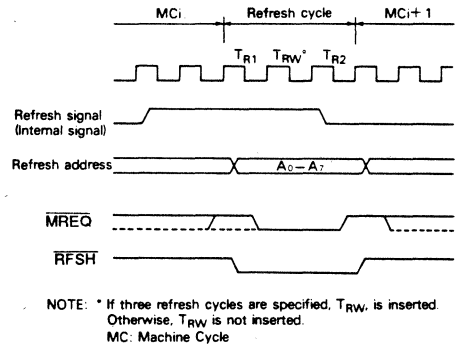 MCi Refresh cycle MCi+1
TR1 TRW* TR2
Refresh signal
(Internal signal)
Refresh address
A0–A7
MREQ
RFSH
NOTE: * If three refresh cycles are specified, TRW, is inserted.
Otherwise, TRW is not inserted.
MC: Machine Cycle